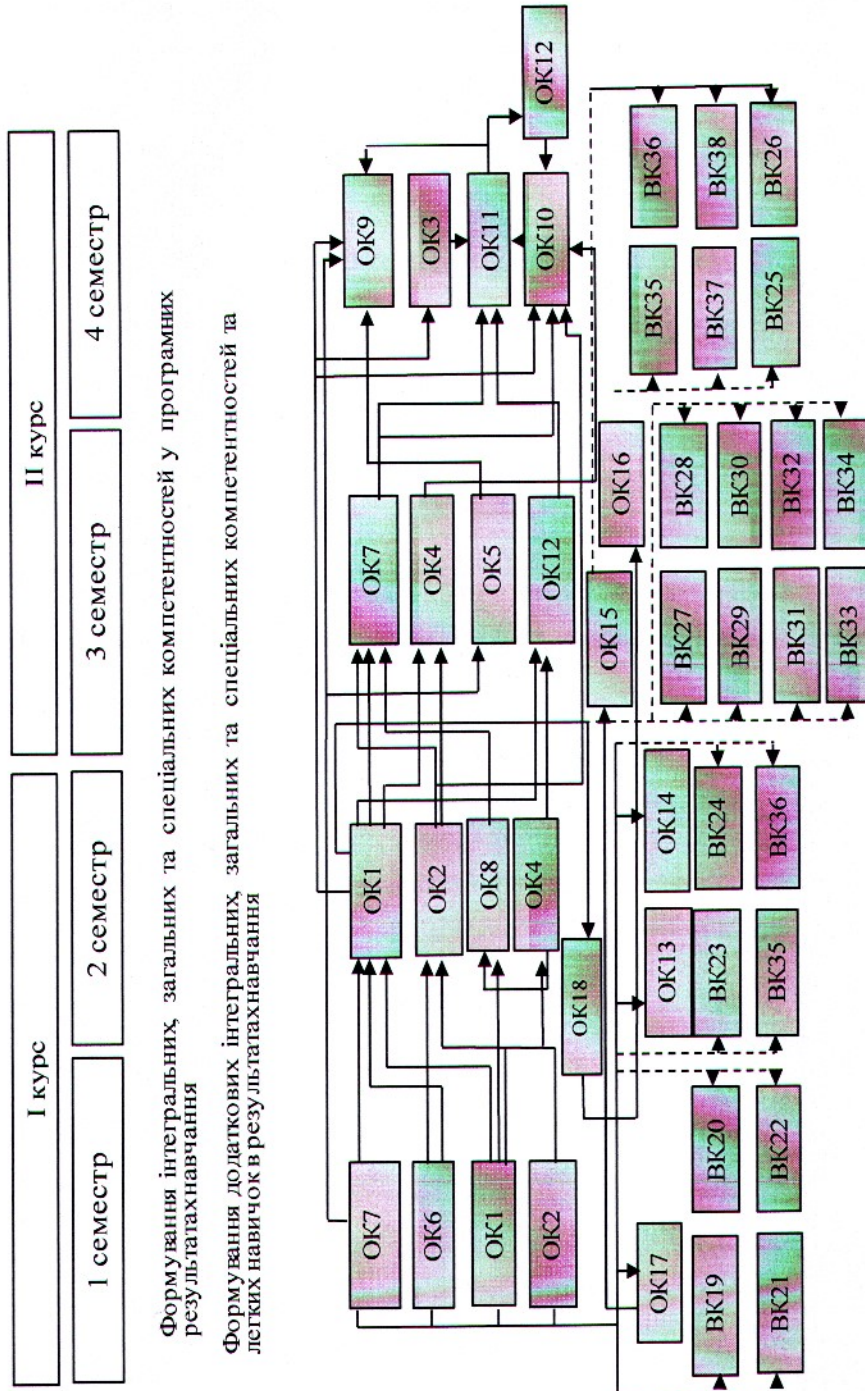 I курс
II курс
1 семестр
2 семестр
3 семестр
4 семестр
Формування інтегральних, загальних та спеціальних компетентностей у програмних
результатахнавчання
Формування додаткових інтегральних, загальних та спеціальних компетентностей та
легких навичок в результатахнавчання
ОК7
ОК6
ОК1
ОК2
ОК17
ВК19
ВК20
ВК21
ВК22
ОК1
ОК2
ОК8
ОК4
ОК18
ОК13
ОК14
ВК23
ВК24
ВК35
ВК36
ОК7
ОК4
ОК5
ОК12
ОК15
ОК16
ВК27
ВК28
ВК29
ВК30
ВК31
ВК32
ВК33
ВК34
ОК9
ОК3
ОК11
ОК10
ОК12
ВК35
ВК36
ВК37
ВК38
ВК25
ВК26